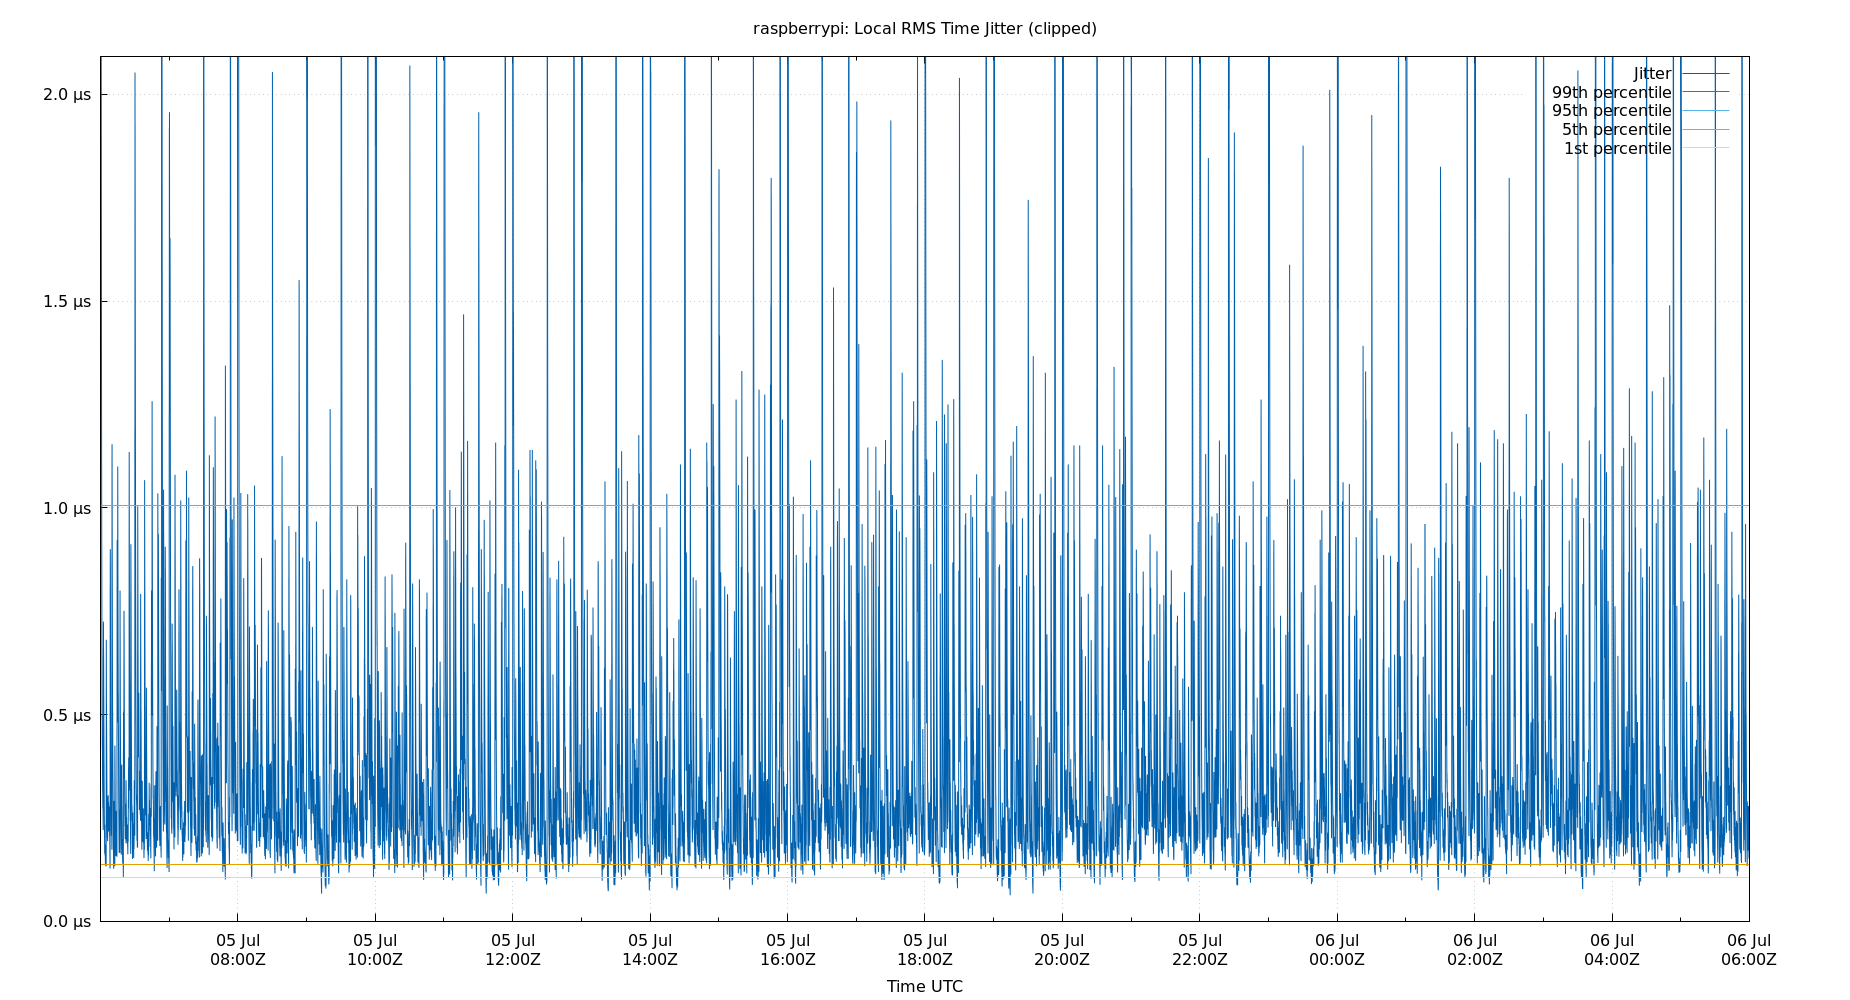 raspberrypi: Local RMS Time Jitter (clipped)
Jitter
99th percentile
95th percentile
5th percentile
1st percentile
2.0 µs
1.5 µs
1.0 µs
0.5 µs
0.0 µs
05 Jul 05 Jul 05 Jul 05 Jul 05 Jul 05 Jul 05 Jul 05 Jul 06 Jul 06 Jul 06 Jul 06 Jul
08:00Z 10:00Z 12:00Z 14:00Z 16:00Z 18:00Z 20:00Z 22:00Z 00:00Z 02:00Z 04:00Z 06:00Z
Time UTC